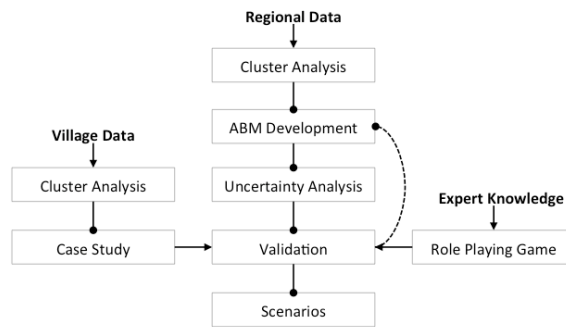 Regional Data
Cluster Analysis
ABM Development
Village Data
Cluster Analysis
Uncertainty Analysis
Expert Knowledge
Case Study
Validation
Role Playing Game
Scenarios